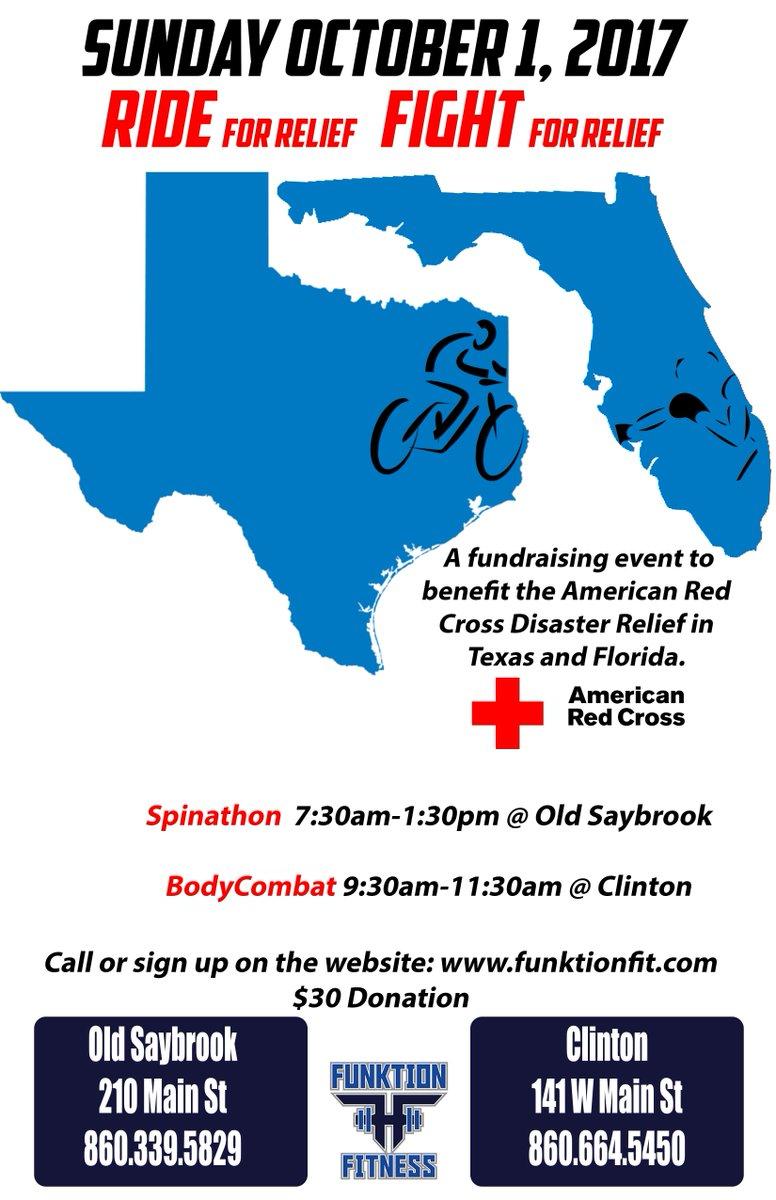 SUNDAY OCTOBER 1, 2017
RIDE FOR RELIEF FIGHT FOR RELIEF
A fundraising event to
benefit the American Red
Cross Disaster Relief in
Texas and Florida.
American
Red Cross
Spinathon 7:30am-1:30pm @ Old Saybrook
BodyCombat 9:30am-11:30am @ Clinton
Call or sign up on the website: www.funktionfit.com
$30 Donation
Old Saybrook
210 Main St
860.339.5829
FUNKTION
FITNESS
Clinton
141 W Main St
860.664.5450